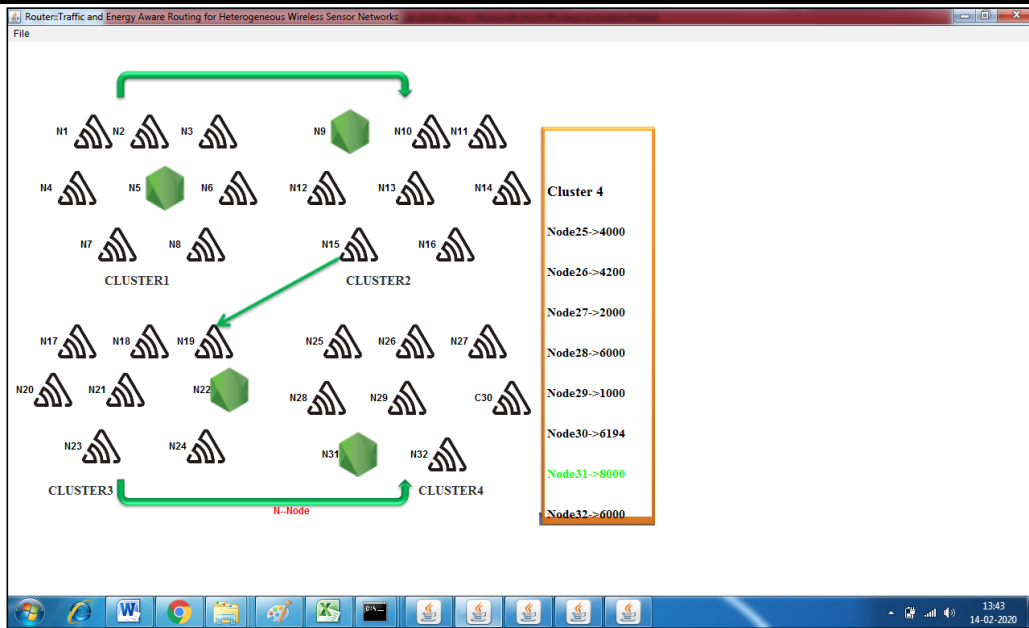 Router::Traffic and Energy Aware Routing for Heterogeneous Wireless Sensor Networks
File
N1 N2 N3 N9 N10 N11
N4 N5 N6 N12 N13 N14
N7 N8 N15 N16
CLUSTER1 CLUSTER2
N17 N18 N19 N25 N26 N27
N20 N21 N22 N28 N29 C30
N23 N24 N31 N32
CLUSTER3 CLUSTER4
N--Node
Cluster 4
Node25->4000
Node26->4200
Node27->2000
Node28->6000
Node29->1000
Node30->6194
Node31->8000
Node32->6000
13:43
14-02-2020